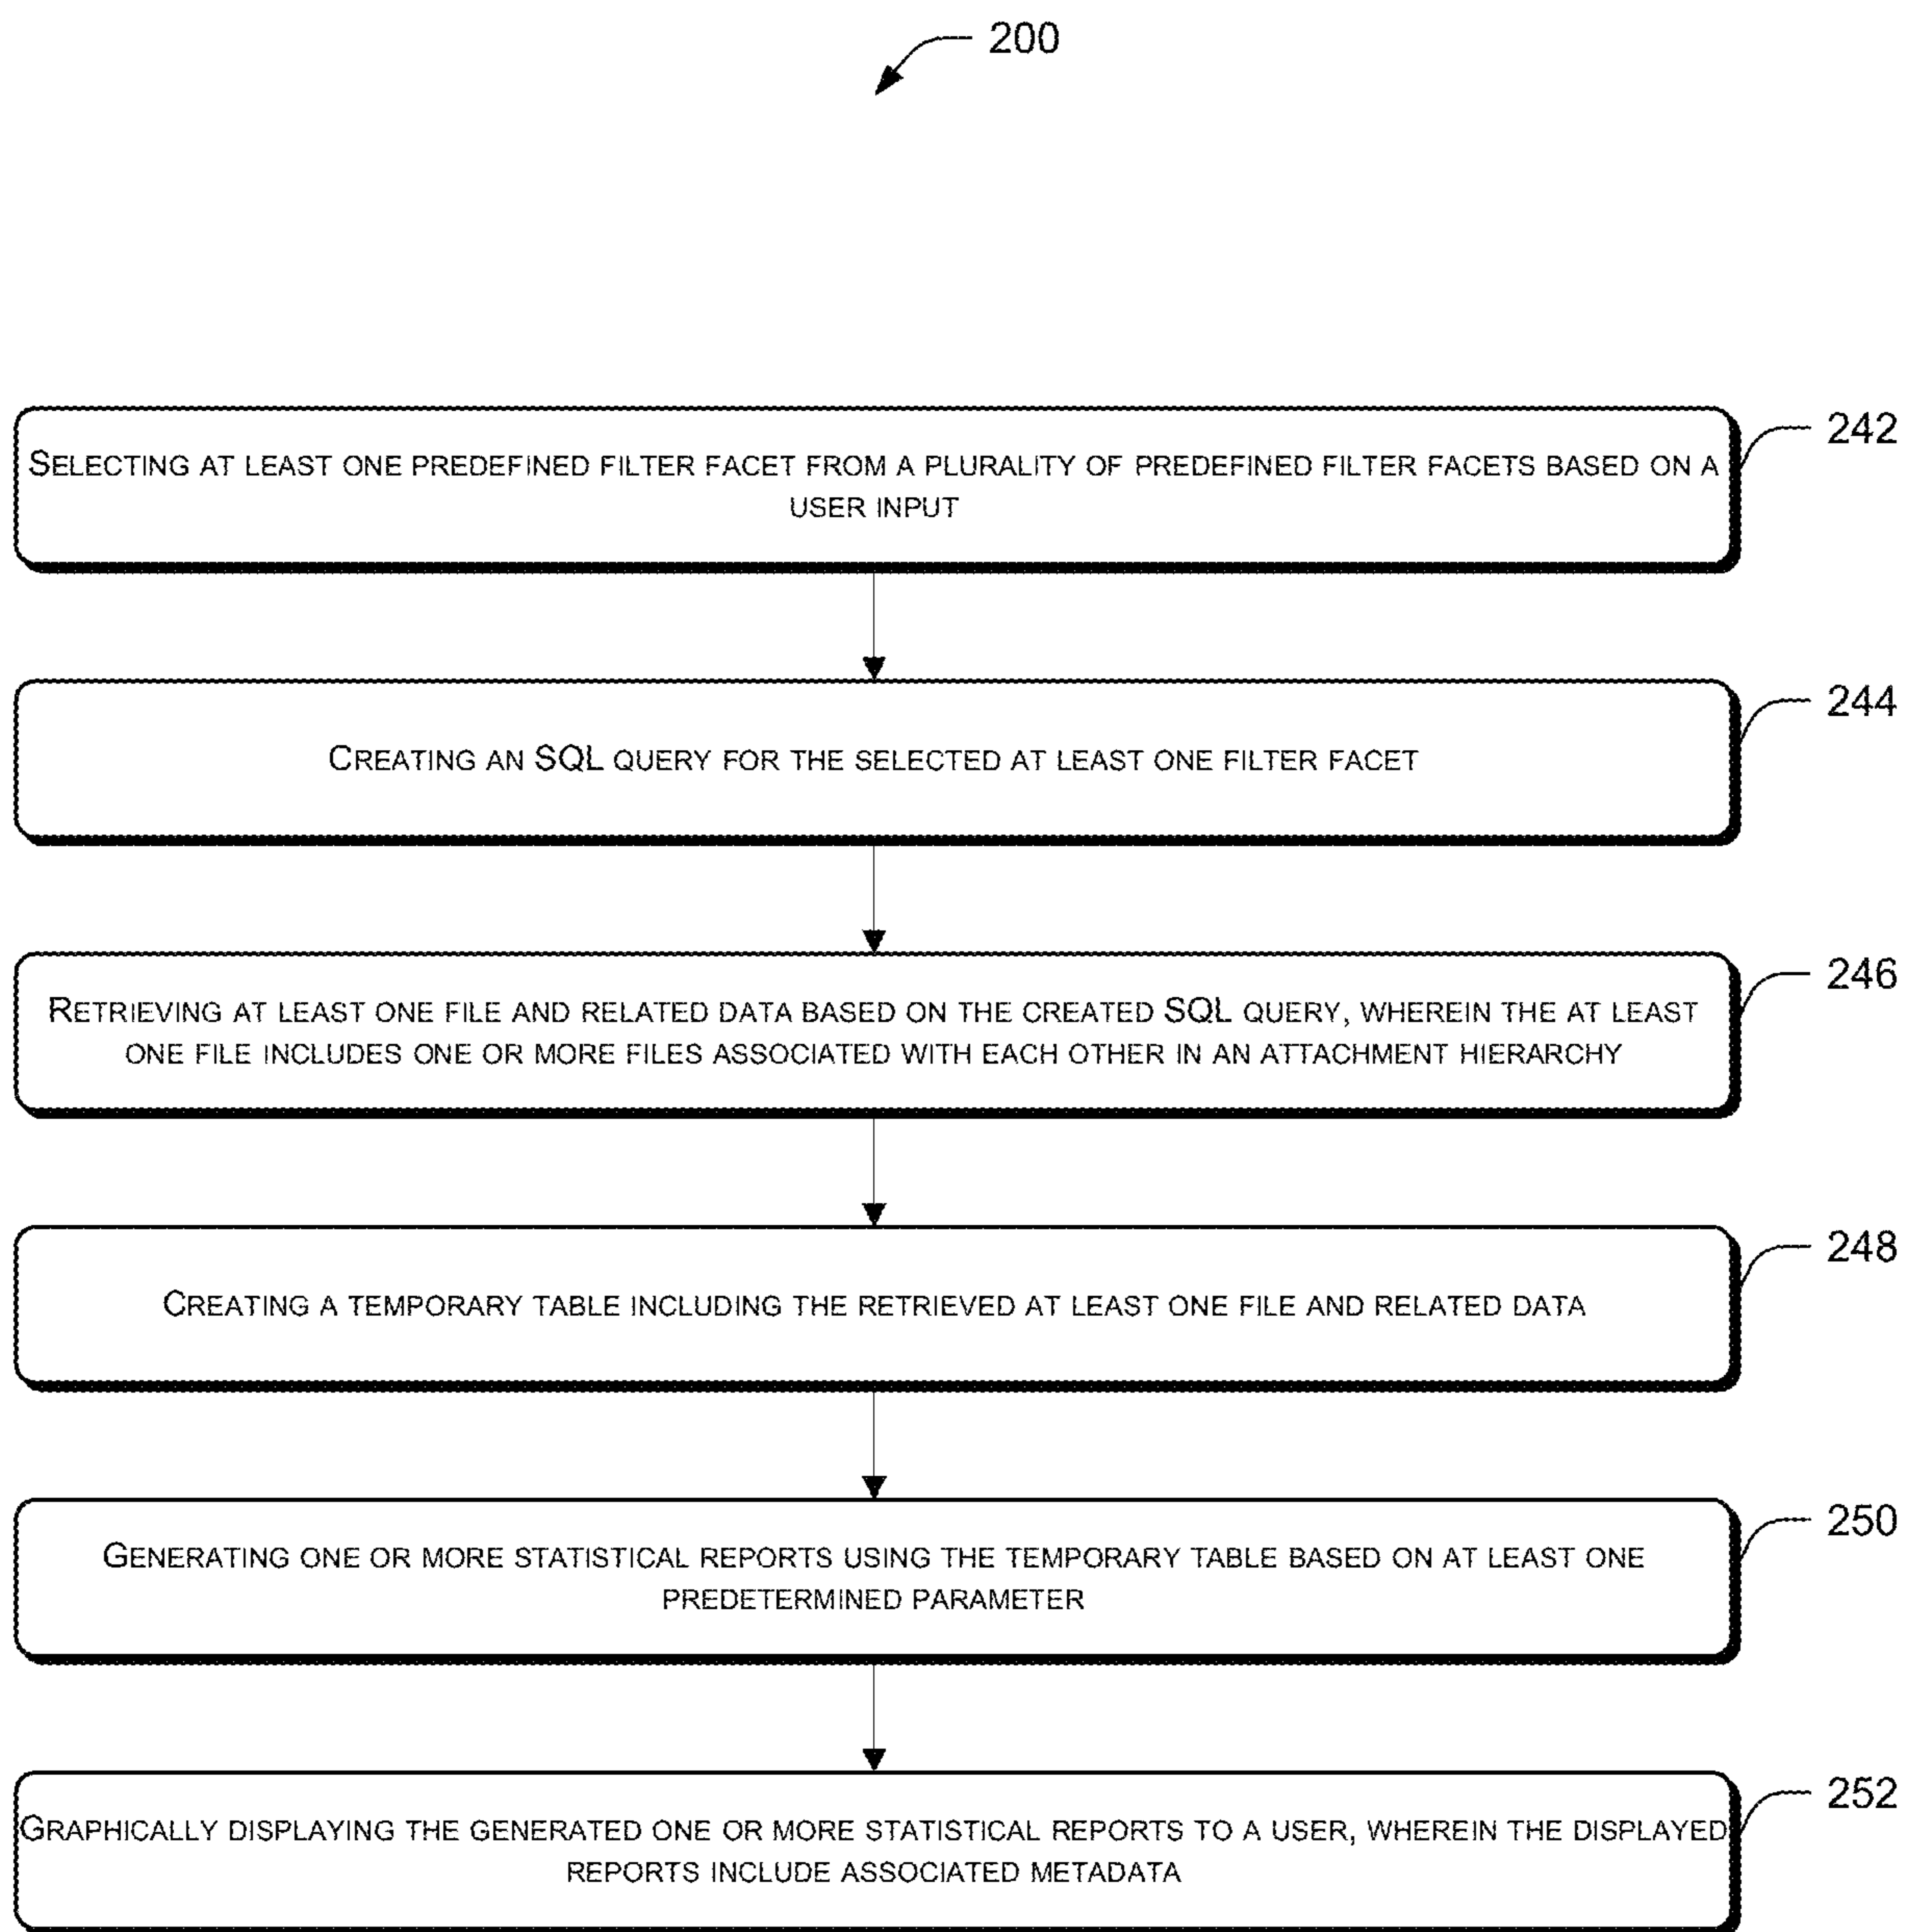 200
242
SELECTING AT LEAST ONE PREDEFINED FILTER FACET FROM A PLURALITY OF PREDEFINED FILTER FACETS BASED ON A
USER INPUT
244
CREATING AN SQL QUERY FOR THE SELECTED AT LEAST ONE FILTER FACET
246
RETRIEVING AT LEAST ONE FILE AND RELATED DATA BASED ON THE CREATED SQL QUERY, WHEREIN THE AT LEAST
ONE FILE INCLUDES ONE OR MORE FILES ASSOCIATED WITH EACH OTHER IN AN ATTACHMENT HIERARCHY
248
CREATING A TEMPORARY TABLE INCLUDING THE RETRIEVED AT LEAST ONE FILE AND RELATED DATA
250
GENERATING ONE OR MORE STATISTICAL REPORTS USING THE TEMPORARY TABLE BASED ON AT LEAST ONE
PREDETERMINED PARAMETER
252
GRAPHICALLY DISPLAYING THE GENERATED ONE OR MORE STATISTICAL REPORTS TO A USER, WHEREIN THE DISPLAYED
REPORTS INCLUDE ASSOCIATED METADATA